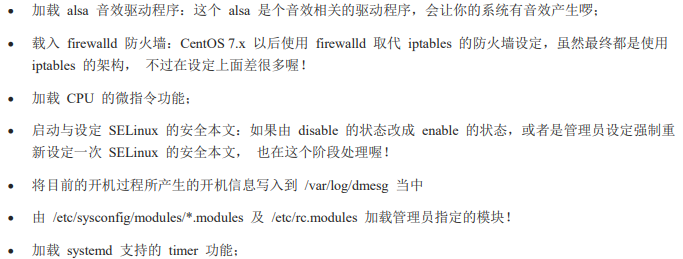 • 加载 alsa 音效驱动程序：这个 alsa 是个音效相关的驱动程序，会让你的系统有音效产生啰；
• 载入 firewalld 防火墙：CentOS 7.x 以后使用 firewalld 取代 iptables 的防火墙设定，虽然最终都是使用
iptables 的架构， 不过在设定上面差很多喔！
• 加载 CPU 的微指令功能；
• 启动与设定 SELinux 的安全本文：如果由 disable 的状态改成 enable 的状态，或者是管理员设定强制重
新设定一次 SELinux 的安全本文， 也在这个阶段处理喔！
• 将目前的开机过程所产生的开机信息写入到 /var/log/dmesg 当中
• 由 /etc/sysconfig/modules/*.modules 及 /etc/rc.modules 加载管理员指定的模块！
• 加载 systemd 支持的 timer 功能；